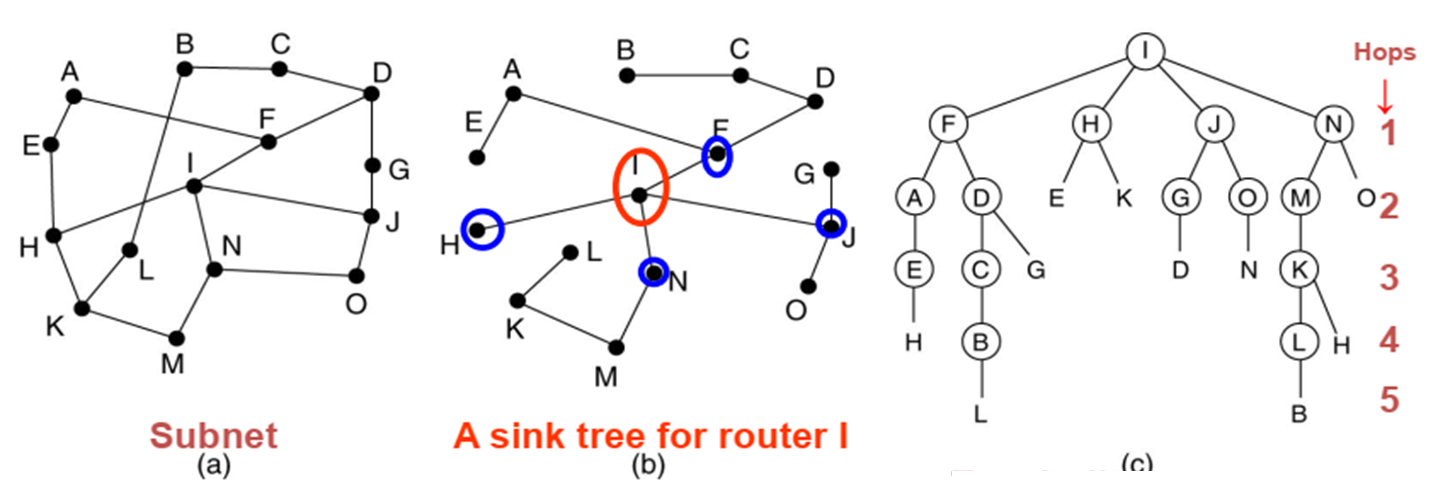 A
B
C
D
E
F
I
G
H
J
L
N
K
O
M
Subnet
(a)
A
B
C
D
E
F
I
G
H
J
L
N
K
O
M
A sink tree for router I
(b)
I
Hops
↓
F H J N 1
A D E K G O M O 2
E C G D N K 3
H B L H 4
L B 5
(c)